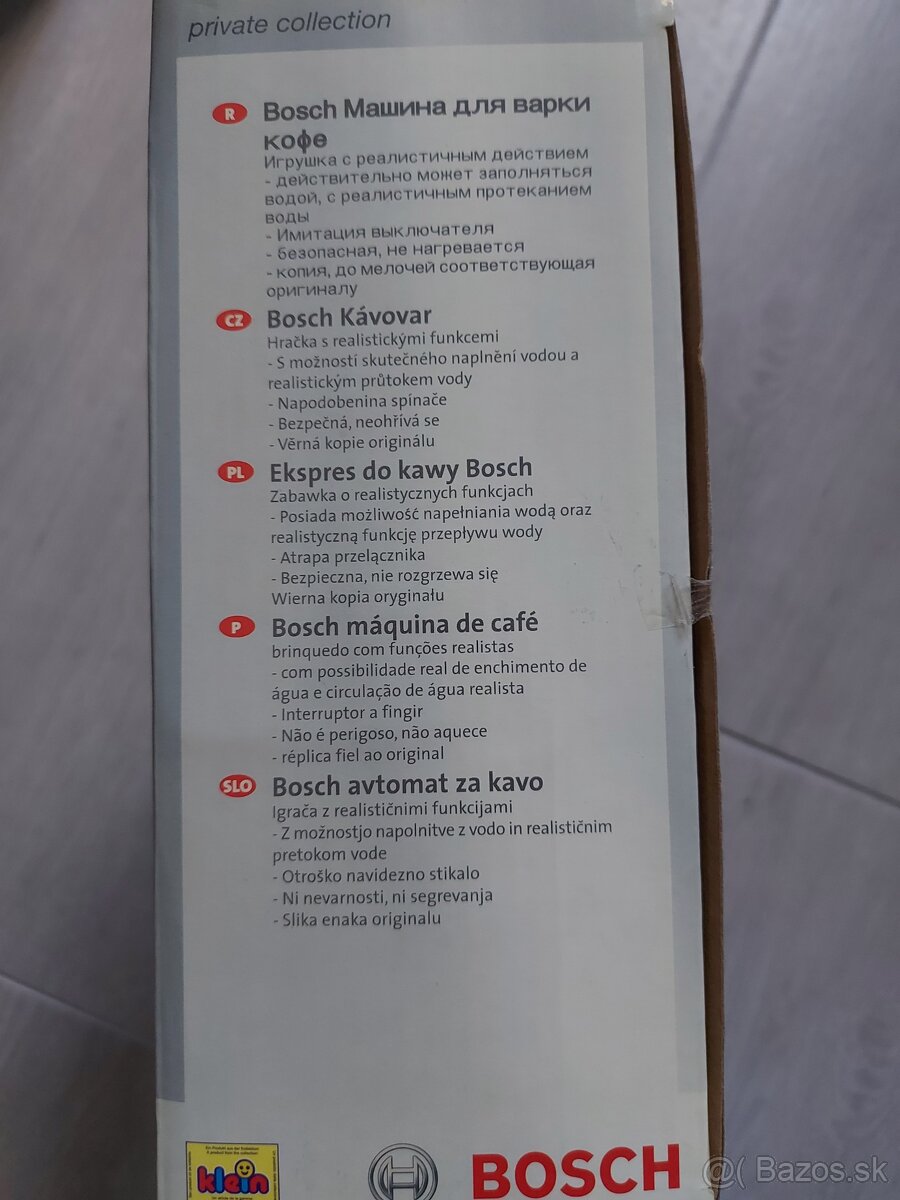 private collection
R Bosch Машина для варки
кофе
Игрушка с реалистичным действием
- действительно может заполняться
водой, с реалистичным протеканием
воды
- Имитация выключателя
- безопасная, не нагревается
- копия, до мелочей соответствующая
оригиналу
CZ Bosch Kávovar
Hračka s realistickými funkcemi
- S možností skutečného naplnění vodou a
realistickým průtokem vody
- Napodobenina spínače
- Bezpečná, neohřívá se
- Věrná kopie originálu
PL Ekspres do kawy Bosch
Zabawka o realistycznych funkcjach
- Posiada możliwość napełniania wodą oraz
realistyczną funkcję przepływu wody
- Atrapa przełącznika
- Bezpieczna, nie rozgrzewa się
Wierna kopia oryginału
P Bosch máquina de café
brinquedo com funções realistas
- com possibilidade real de enchimento de
água e circulação de água realista
- Interruptor a fingir
- Não é perigoso, não aquece
- réplica fiel ao original
SLO Bosch avtomat za kavo
Igrača z realističnimi funkcijami
- Z možnostjo napolnitve z vodo in realističnim
pretokom vode
- Otroško navidezno stikalo
- Ni nevarnosti, ni segrevanja
- Slika enaka originalu
klein
BOSCH
@( Bazos.sk